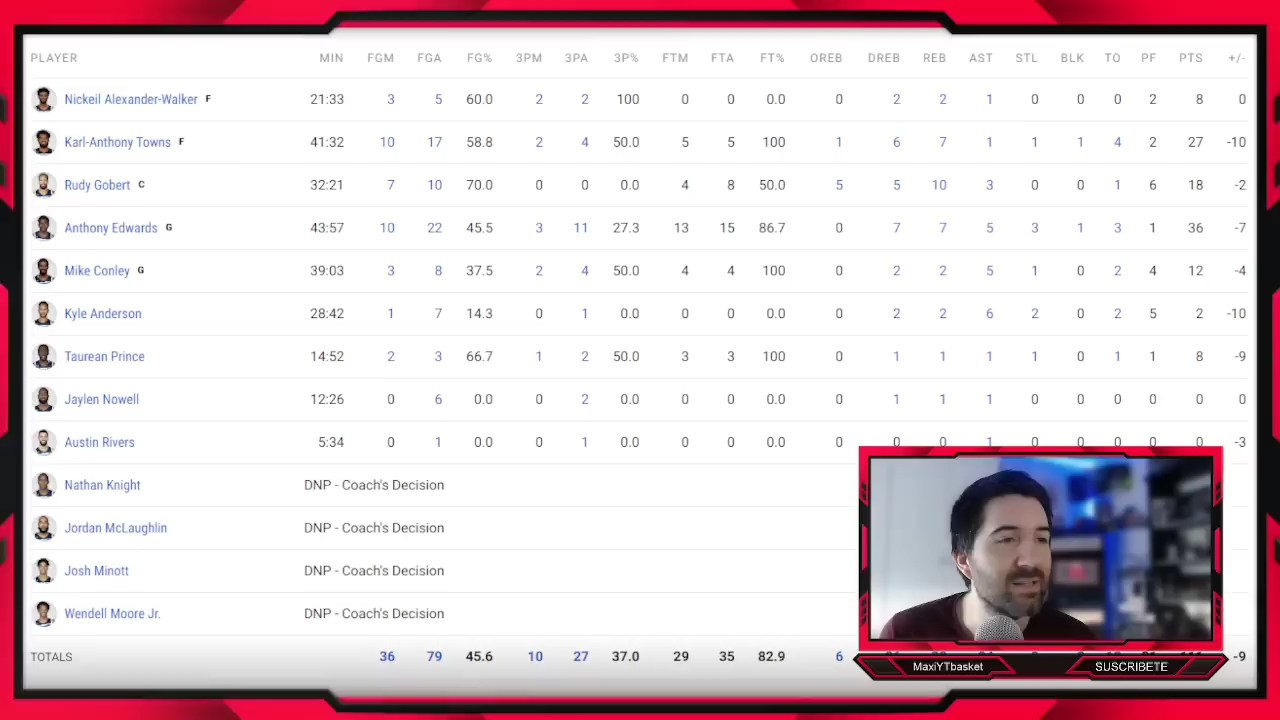 PLAYER MIN FGM FGA FG% 3PM 3PA 3P% FTM FTA FT% OREB DREB REB AST STL BLK TO PF PTS +/-
Nickeil Alexander-Walker F 21:33 3 5 60.0 2 2 100 0 0 0.0 0 2 2 1 0 0 0 2 8 0
Karl-Anthony Towns F 41:32 10 17 58.8 2 4 50.0 5 5 100 1 6 7 1 1 1 4 2 27 -10
Rudy Gobert C 32:21 7 10 70.0 0 0 0.0 4 8 50.0 5 5 10 3 0 0 1 6 18 -2
Anthony Edwards G 43:57 10 22 45.5 3 11 27.3 13 15 86.7 0 7 7 5 3 1 3 1 36 -7
Mike Conley G 39:03 3 8 37.5 2 4 50.0 4 4 100 0 2 2 5 1 0 2 4 12 -4
Kyle Anderson 28:42 1 7 14.3 0 1 0.0 0 0 0.0 0 2 2 6 2 0 2 5 2 -10
Taurean Prince 14:52 2 3 66.7 1 2 50.0 3 3 100 0 1 1 1 1 0 1 1 8 -9
Jaylen Nowell 12:26 0 6 0.0 0 2 0.0 0 0 0.0 0 1 1 1 0 0 0 0 0 0
Austin Rivers 5:34 0 1 0.0 0 1 0.0 0 0 0.0 0 0 0 1 0 0 0 0 0 -3
Nathan Knight DNP - Coach's Decision
Jordan McLaughlin DNP - Coach's Decision
Josh Minott DNP - Coach's Decision
Wendell Moore Jr. DNP - Coach's Decision
TOTALS 36 79 45.6 10 27 37.0 29 35 82.9 6 -9
MaxiYTbasket SUSCRIBETE